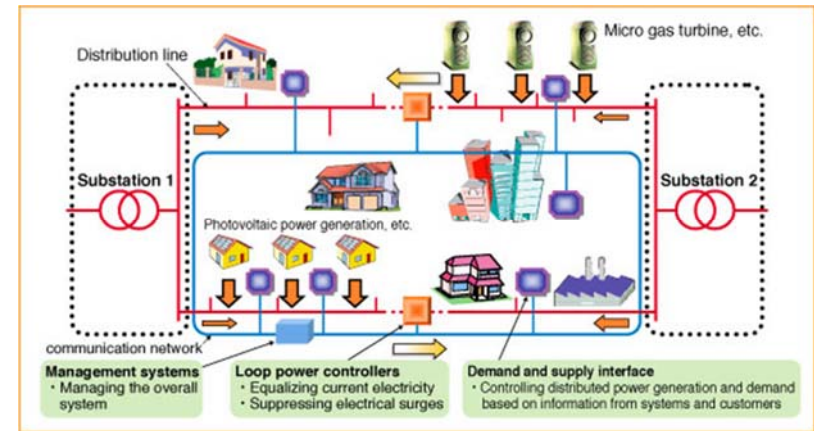 Micro gas turbine, etc.
Distribution line
Substation 1
Substation 2
Photovoltaic power generation, etc.
communication network
Management systems
・Managing the overall
system
Loop power controllers
・Equalizing current electricity
・Suppressing electrical surges
Demand and supply interface
・Controlling distributed power generation and demand
based on information from systems and customers